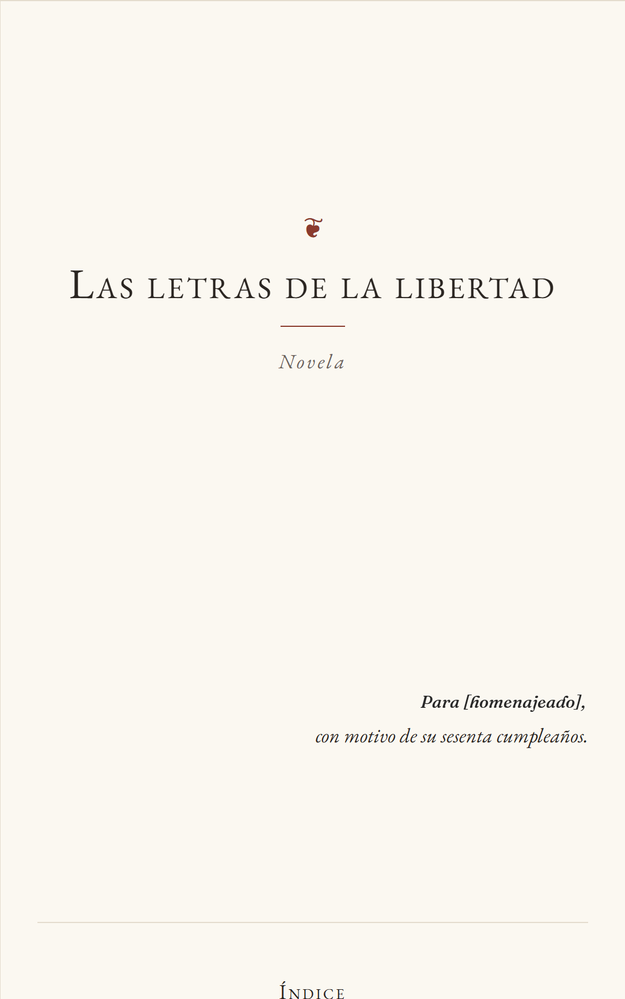 Las letras de la libertad
Novela
Para [homenajeado],
con motivo de su sesenta cumpleaños.
Índice